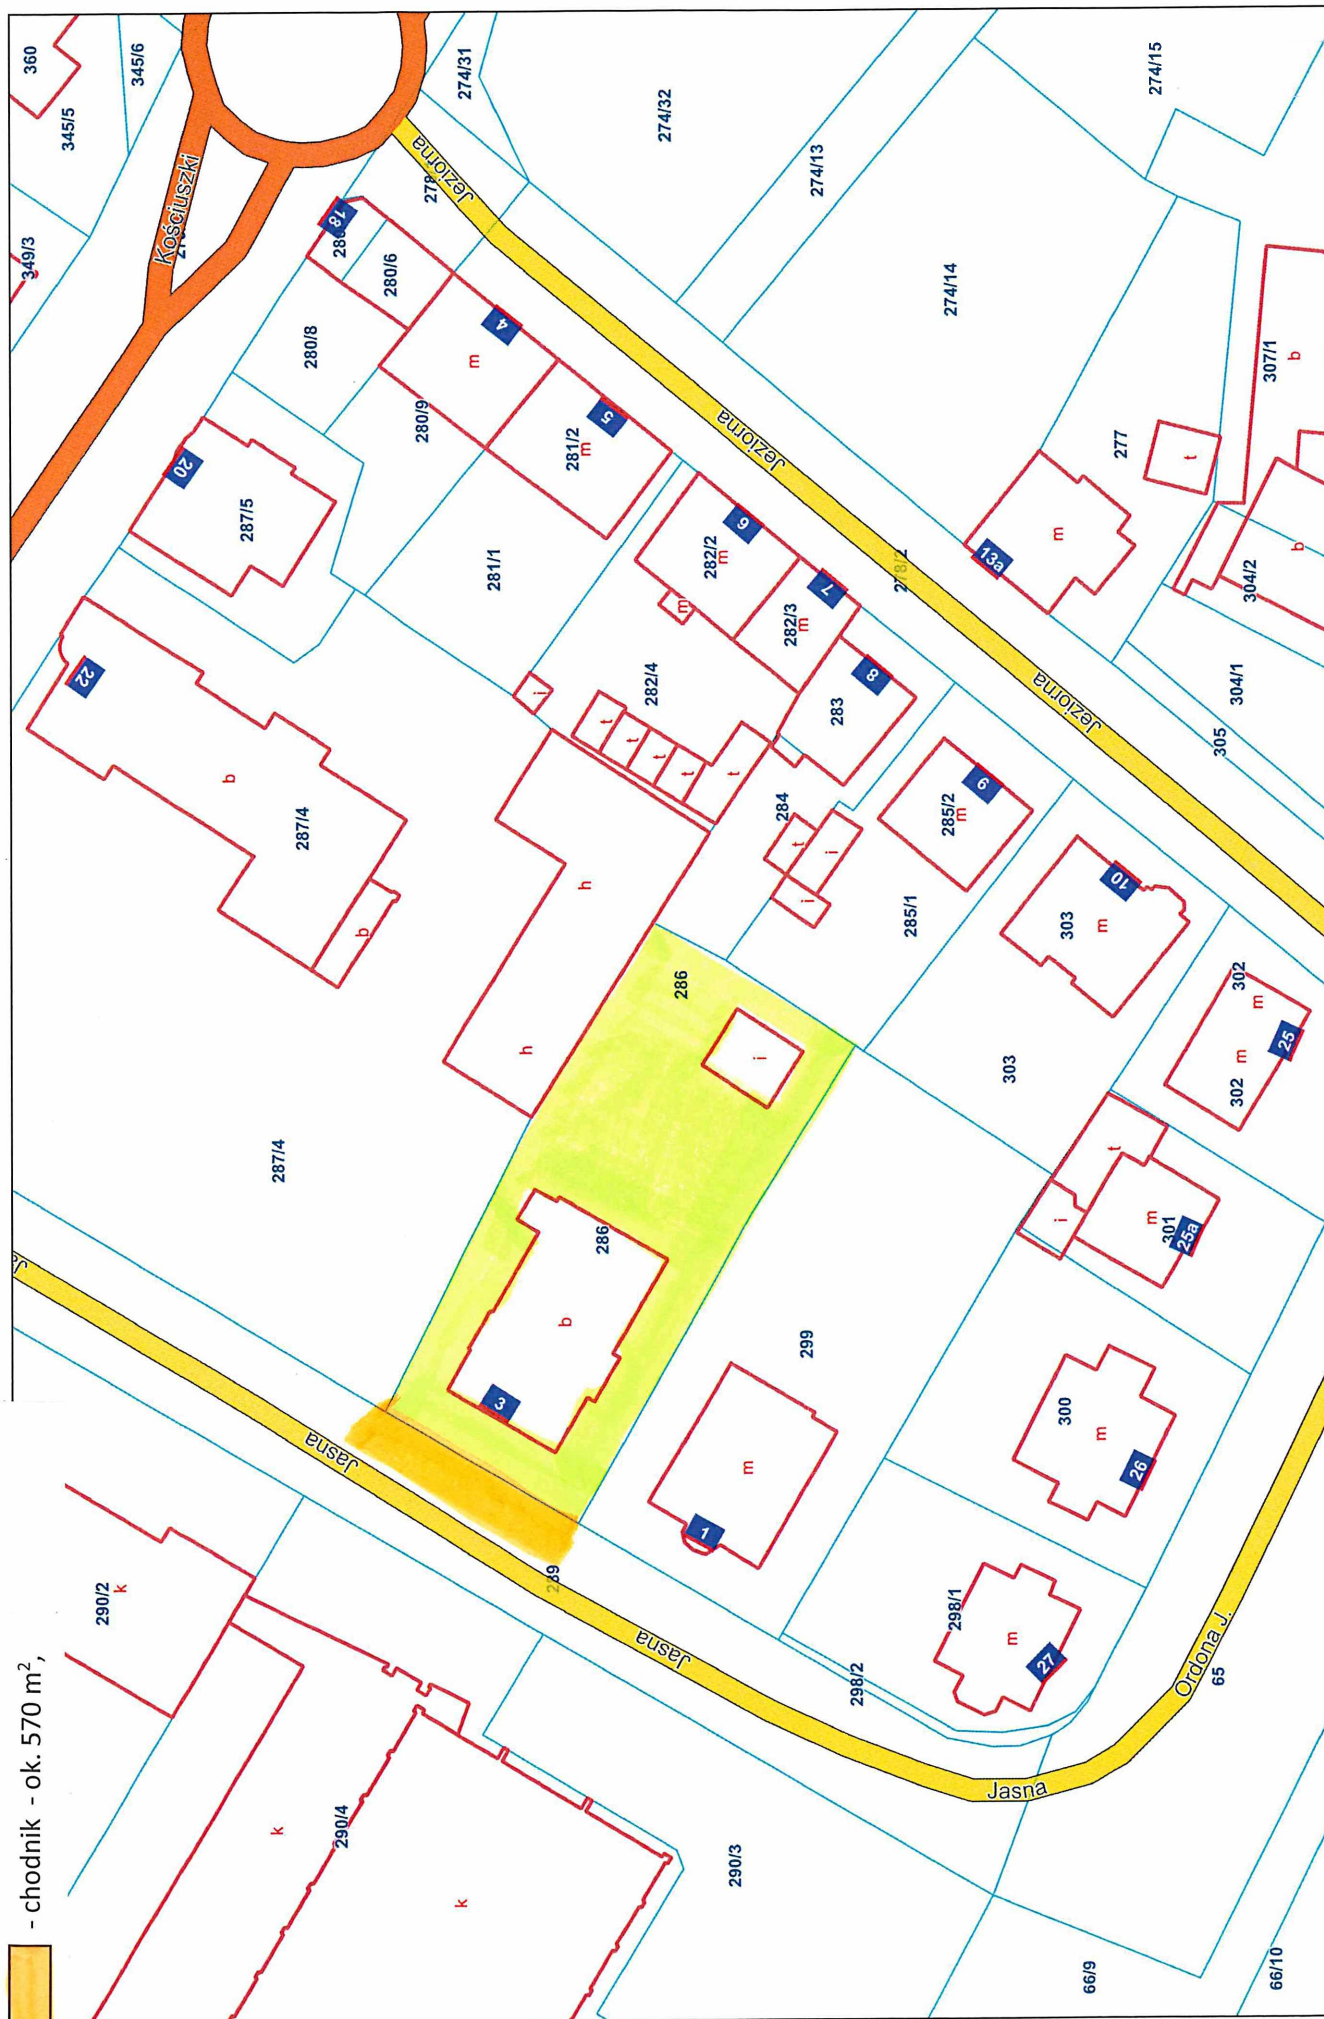 - chodnik - ok. 570 m²,
360
345/6
345/5
349/3
Kościuszki
274/31
274/32
274/13
274/15
274/14
Jeziorna
18
280/6
280/8
280/9
4
m
5
281/2
m
281/1
20
287/5
22
b
287/4
b
287/4
6
282/2
m
m
7
282/3
m
282/4
i
t
t
t
t
t
8
283
284
t
i
i
Jeziorna
278/2
13a
m
277
t
307/1
b
b
304/2
304/1
305
Jeziorna
9
285/2
m
285/1
10
303
m
303
302
m
m
302
25
h
h
286
i
286
b
3
299
m
1
t
i
m
301
25a
300
m
26
298/1
m
27
298/2
Jasna
Jasna
Jasna
Ordona J.
65
290/2
k
k
290/4
k
290/3
66/9
66/10